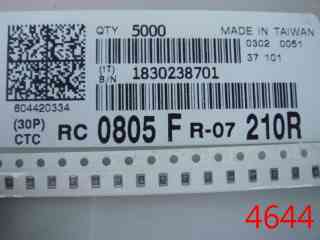 QTY 5000 MADE IN TAIWAN
0302 0051
37 101
(1T) B/N 1830238701
604420334
(30P) CTC RC 0805 F R-07 210R
4644